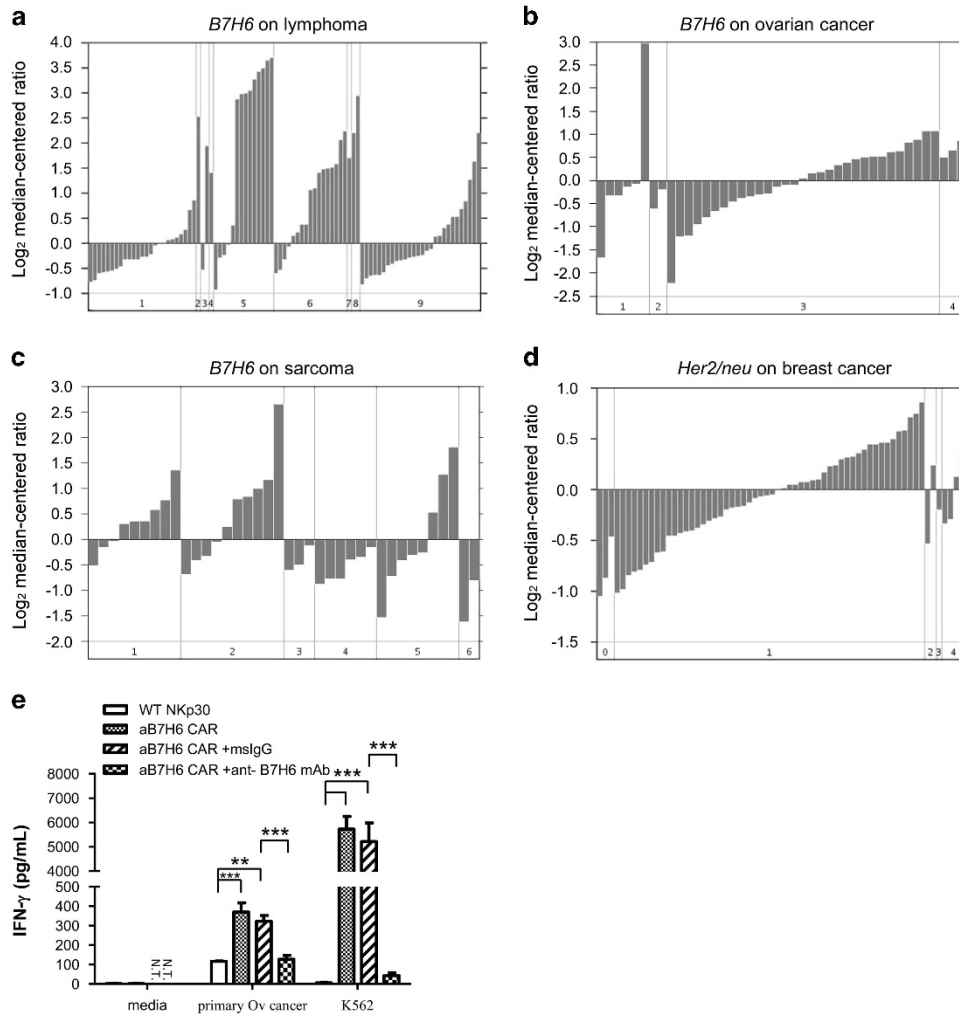 a
B7H6 on lymphoma
Log2 median-centered ratio
4.0
3.5
3.0
2.5
2.0
1.5
1.0
0.5
0.0
-0.5
-1.0
1 2 3 4 5 6 7 8 9
b
B7H6 on ovarian cancer
Log2 median-centered ratio
3.0
2.5
2.0
1.5
1.0
0.5
0.0
-0.5
-1.0
-1.5
-2.0
-2.5
1 2 3 4
c
B7H6 on sarcoma
Log2 median-centered ratio
3.0
2.5
2.0
1.5
1.0
0.5
0.0
-0.5
-1.0
-1.5
-2.0
1 2 3 4 5 6
d
Her2/neu on breast cancer
Log2 median-centered ratio
1.0
0.5
0.0
-0.5
-1.0
-1.5
0 1 2 3 4
e
WT NKp30
aB7H6 CAR
aB7H6 CAR +msIgG
aB7H6 CAR +ant- B7H6 mAb
IFN-γ (pg/mL)
8000
7000
6000
5000
4000
500
400
300
200
100
0
N.T.
N.T.
***
**
***
***
***
***
media primary Ov cancer K562